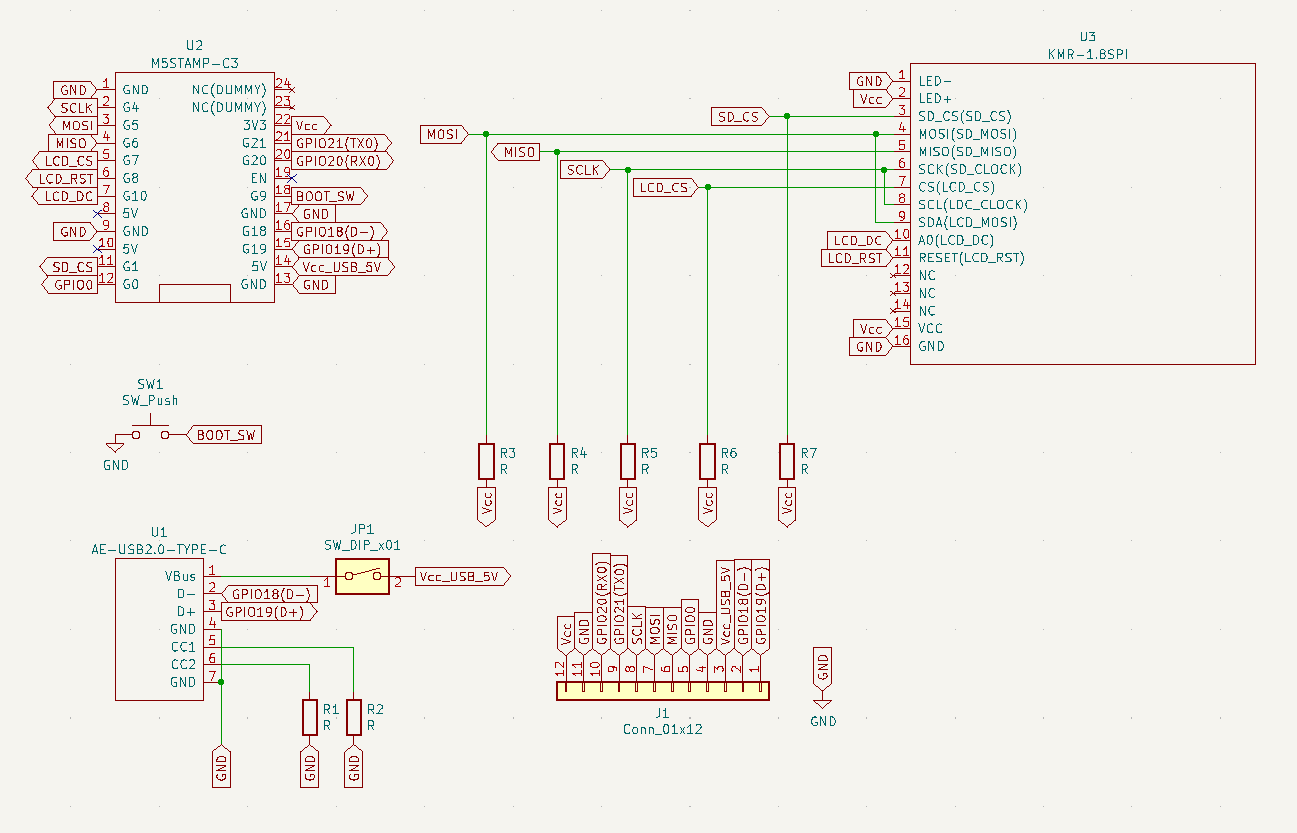 U2
M5STAMP-C3
GND 1 GND NC(DUMMY) 24
SCLK 2 G4 NC(DUMMY) 23
MOSI 3 G5 3V3 22 Vcc
MISO 4 G6 G21 21 GPIO21(TX0)
LCD_CS 5 G7 G20 20 GPIO20(RX0)
LCD_RST 6 G8 EN 19
LCD_DC 7 G10 G9 18 BOOT_SW
8 5V GND 17 GND
GND 9 GND G18 16 GPIO18(D-)
10 5V G19 15 GPIO19(D+)
SD_CS 11 G1 5V 14 Vcc_USB_5V
GPIO0 12 G0 GND 13 GND
U3
KMR-1.8SPI
GND 1 LED-
Vcc 2 LED+
SD_CS 3 SD_CS(SD_CS)
MOSI 4 MOSI(SD_MOSI)
MISO 5 MISO(SD_MISO)
SCLK 6 SCK(SD_CLOCK)
LCD_CS 7 CS(LCD_CS)
8 SCL(LDC_CLOCK)
9 SDA(LCD_MOSI)
LCD_DC 10 A0(LCD_DC)
LCD_RST 11 RESET(LCD_RST)
12 NC
13 NC
14 NC
Vcc 15 VCC
GND 16 GND
SW1
SW_Push
BOOT_SW
GND
R3 R4 R5 R6 R7
R R R R R
Vcc Vcc Vcc Vcc Vcc
U1
AE-USB2.0-TYPE-C
VBus 1
D- 2 GPIO18(D-)
D+ 3 GPIO19(D+)
GND 4
CC1 5
CC2 6
GND 7
JP1
SW_DIP_x01
1 2 Vcc_USB_5V
R1 R2
R R
GND GND GND
Vcc GND GPIO20(RX0) GPIO21(TX0) SCLK MOSI MISO GPIO0 GND Vcc_USB_5V GPIO18(D-) GPIO19(D+)
12 11 10 9 8 7 6 5 4 3 2 1
J1
Conn_01x12
GND
GND